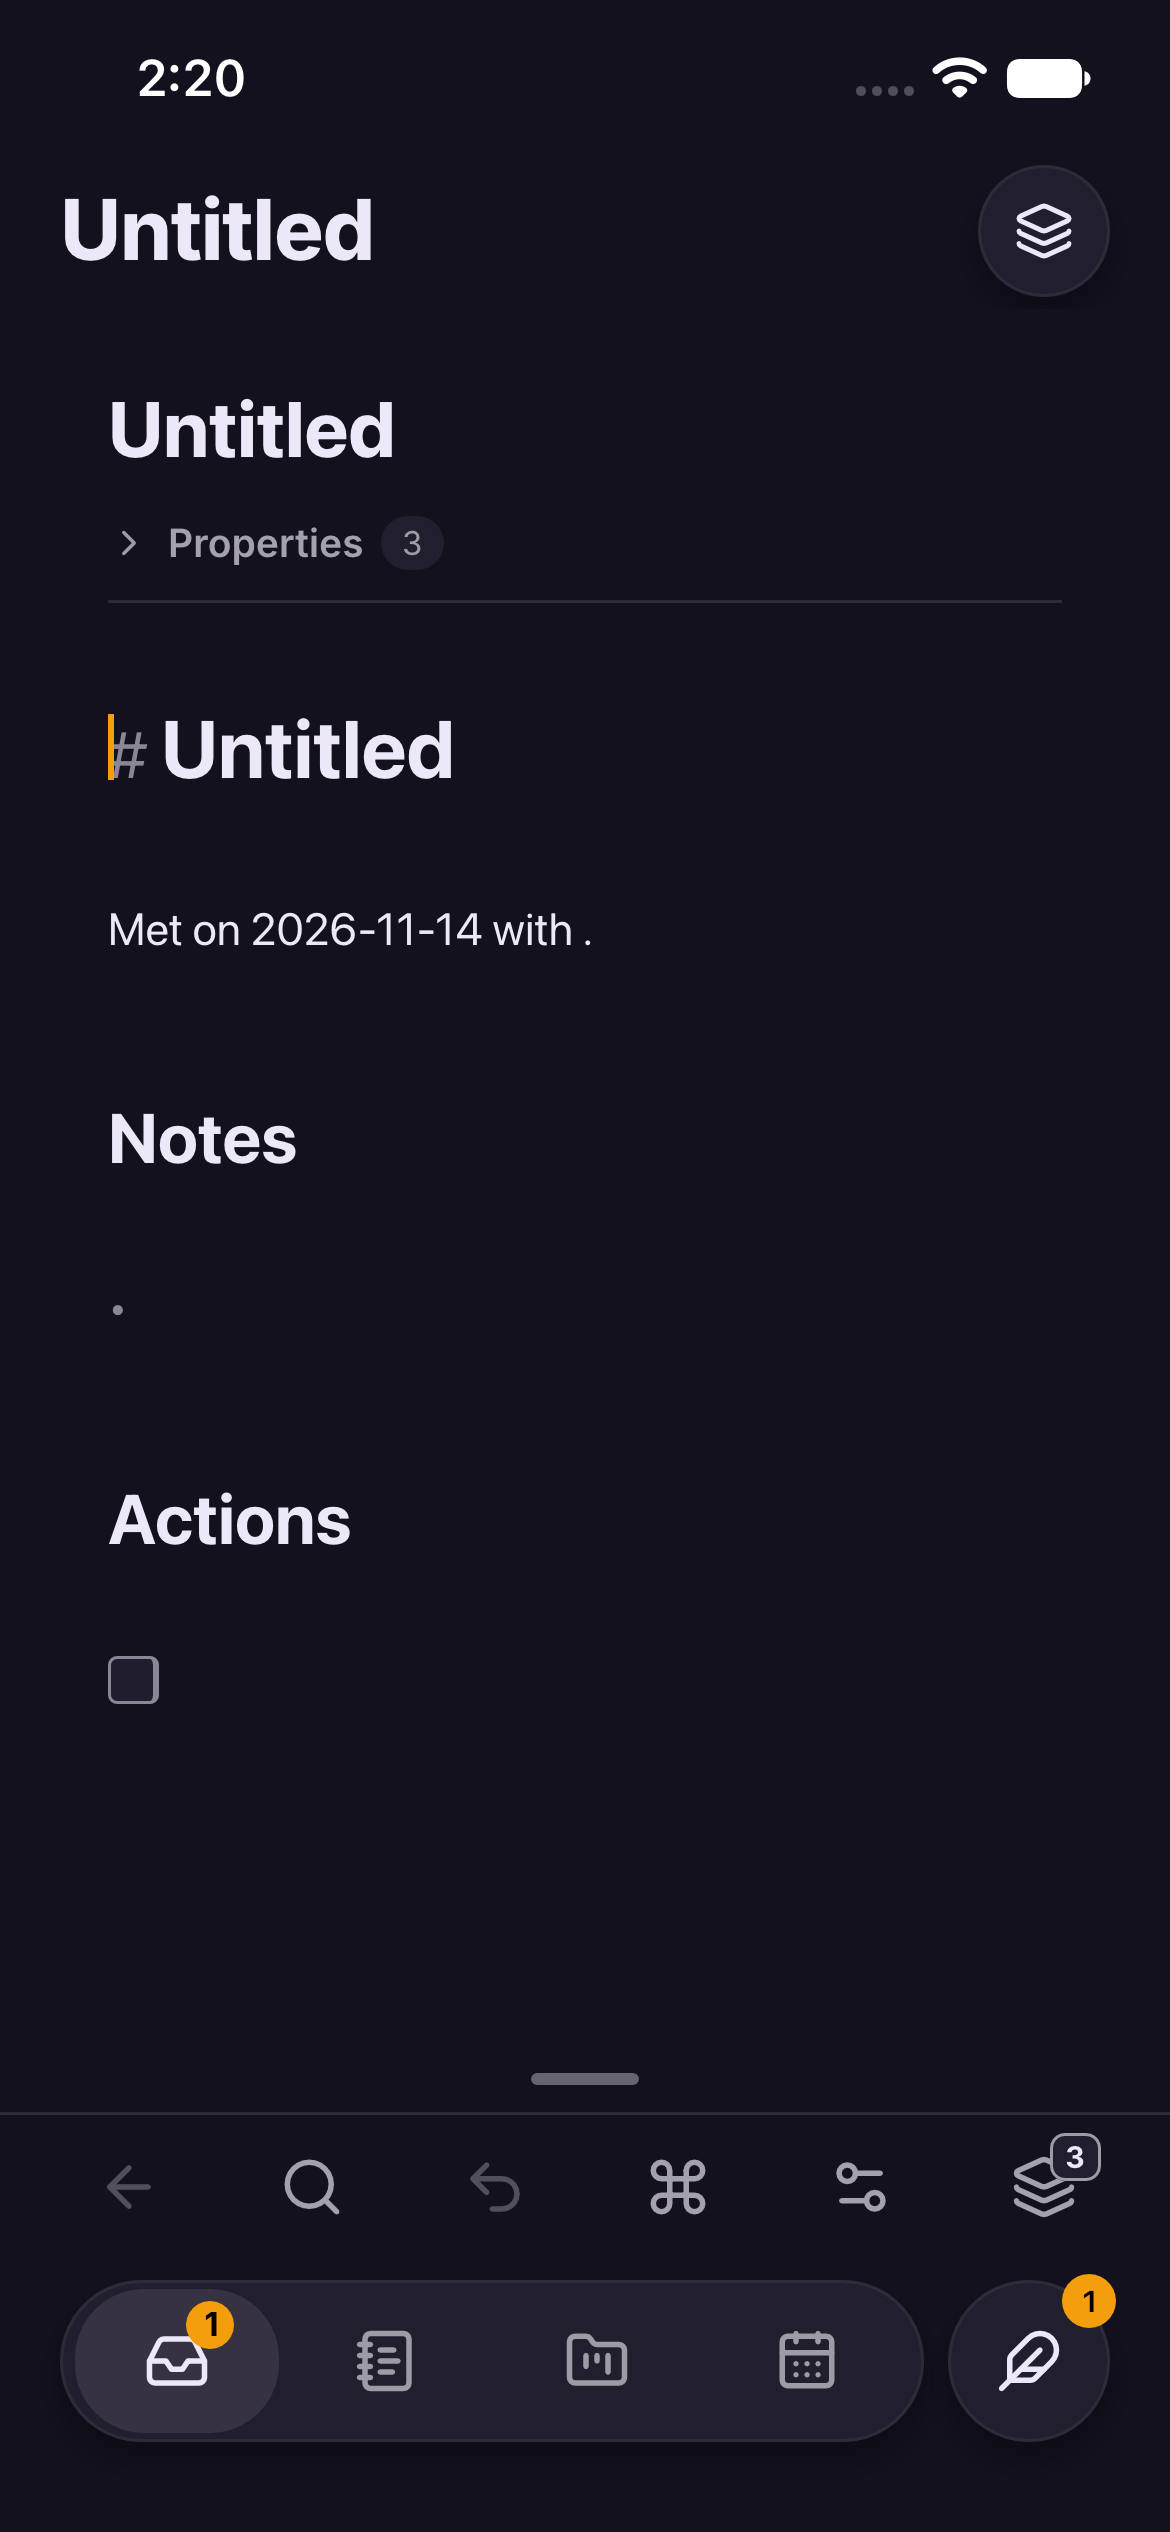 2:20
Untitled
Untitled
Properties 3
# Untitled
Met on 2026-11-14 with .
Notes
•
Actions
3
1
1